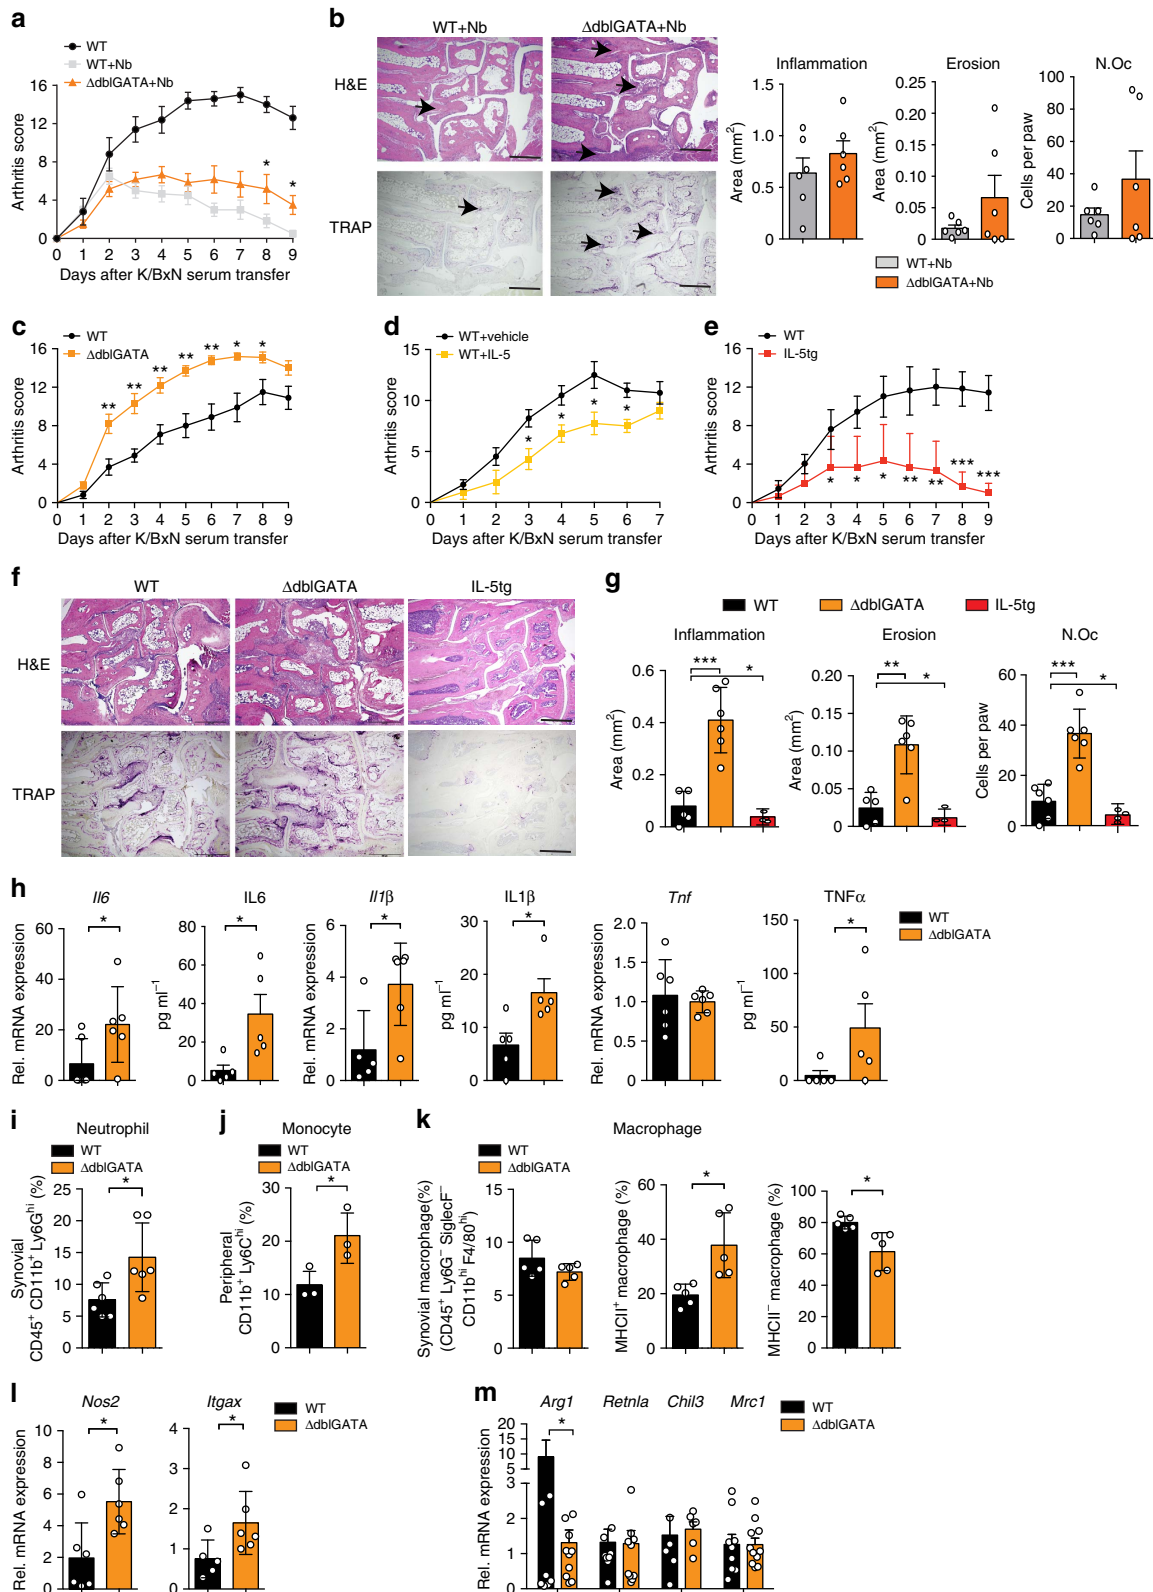 a
WT
WT+Nb
ΔdblGATA+Nb
16
12
8
4
0
Arthritis score
* *
0 1 2 3 4 5 6 7 8 9
Days after K/BxN serum transfer
b
WT+Nb ΔdblGATA+Nb
H&E
TRAP
Inflammation
Area (mm²)
1.5
1.0
0.5
0
Erosion
Area (mm²)
0.25
0.20
0.15
0.10
0.05
0.00
N.Oc
Cells per paw
100
80
60
40
20
0
WT+Nb
ΔdblGATA+Nb
c
WT
ΔdblGATA
16
12
8
4
0
Arthritis score
** ** ** ** ** * *
0 1 2 3 4 5 6 7 8 9
Days after K/BxN serum transfer
d
WT+vehicle
WT+IL-5
15
10
5
0
Arthritis score
* * * *
0 1 2 3 4 5 6 7
Days after K/BxN serum transfer
e
WT
IL-5tg
16
12
8
4
0
Arthritis score
* * * ** ** *** ***
0 1 2 3 4 5 6 7 8 9
Days after K/BxN serum transfer
f
WT ΔdblGATA IL-5tg
H&E
TRAP
g
WT ΔdblGATA IL-5tg
Inflammation
*** *
Area (mm²)
0.6
0.4
0.2
0
Erosion
** *
Area (mm²)
0.20
0.15
0.10
0.05
0
N.Oc
*** *
Cells per paw
60
40
20
0
h
Il6
*
Rel. mRNA expression
60
40
20
0
IL6
*
pg ml⁻¹
80
60
40
20
0
Il1β
*
Rel. mRNA expression
6
4
2
0
IL1β
*
pg ml⁻¹
30
20
10
0
Tnf
Rel. mRNA expression
2.0
1.5
1.0
0.5
0
TNFα
*
pg ml⁻¹
150
100
50
0
WT
ΔdblGATA
i
Neutrophil
WT
ΔdblGATA
*
Synovial
CD45⁺ CD11b⁺ Ly6Gʰⁱ (%)
25
20
15
10
5
0
j
Monocyte
WT
ΔdblGATA
*
Peripheral
CD11b⁺ Ly6Cʰⁱ (%)
30
20
10
0
k
Macrophage
WT
ΔdblGATA
Synovial macrophage(%)
(CD45⁺ Ly6G⁻ SiglecF⁻
CD11bʰⁱ F4/80ʰⁱ)
15
10
5
0
*
MHCII⁺ macrophage (%)
60
40
20
0
*
MHCII⁻ macrophage (%)
100
80
60
40
20
0
l
Nos2
*
Rel. mRNA expression
10
8
6
4
2
0
Itgax
*
4
3
2
1
0
WT
ΔdblGATA
m
Arg1 Retnla Chil3 Mrc1
*
Rel. mRNA expression
20
15
10
5
3
2
1
0
WT
ΔdblGATA